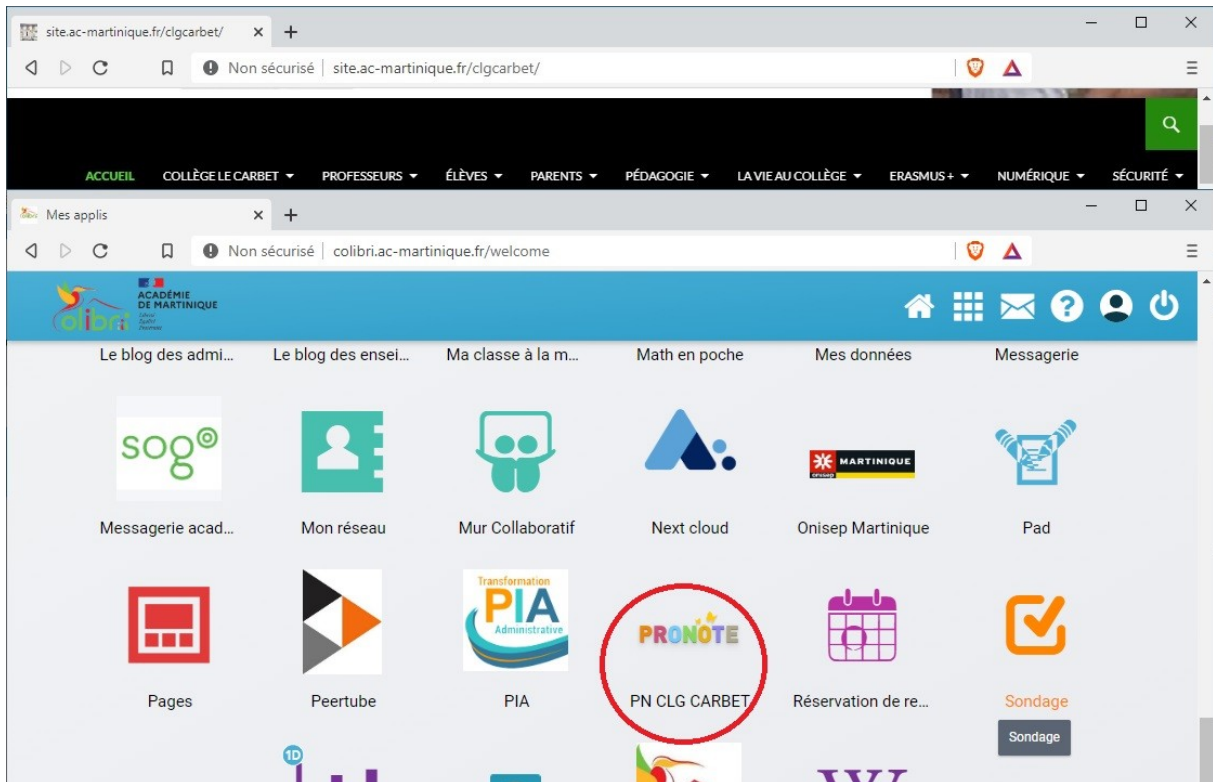 site.ac-martinique.fr/clgcarbet/
Non sécurisé | site.ac-martinique.fr/clgcarbet/
ACCUEIL COLLÈGE LE CARBET PROFESSEURS ÉLÈVES PARENTS PÉDAGOGIE LA VIE AU COLLÈGE ERASMUS+ NUMÉRIQUE SÉCURITÉ
Mes applis
Non sécurisé | colibri.ac-martinique.fr/welcome
colibri
ACADÉMIE
DE MARTINIQUE
Liberté
Égalité
Fraternité
Le blog des admi... Le blog des ensei... Ma classe à la m... Math en poche Mes données Messagerie
sogo
MARTINIQUE
onisep
Messagerie acad... Mon réseau Mur Collaboratif Next cloud Onisep Martinique Pad
Transformation
PIA
Administrative
PRONOTE
Pages Peertube PIA PN CLG CARBET Réservation de re... Sondage
Sondage
1D